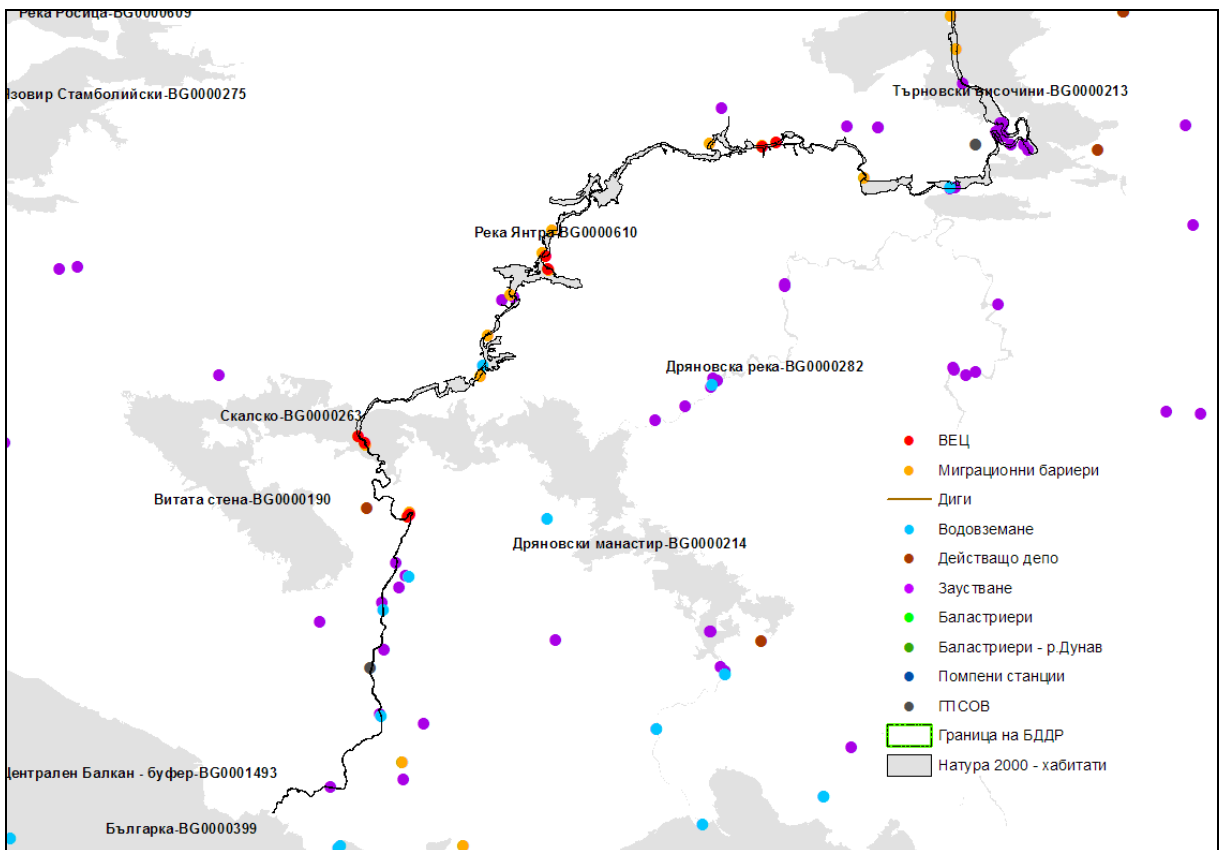 Река Росица-BG0000609
Язовир Стамболийски-BG0000275
Търновски височини-BG0000213
Река Янтра-BG0000610
Дряновска река-BG0000282
Скалско-BG0000263
Витата стена-BG0000190
Дряновски манастир-BG0000214
Централен Балкан - буфер-BG0001493
Българка-BG0000399
ВЕЦ
Миграционни бариери
Диги
Водовземане
Действащо депо
Заустване
Баластриери
Баластриери - р.Дунав
Помпени станции
ГПСОВ
Граница на БДДР
Натура 2000 - хабитати